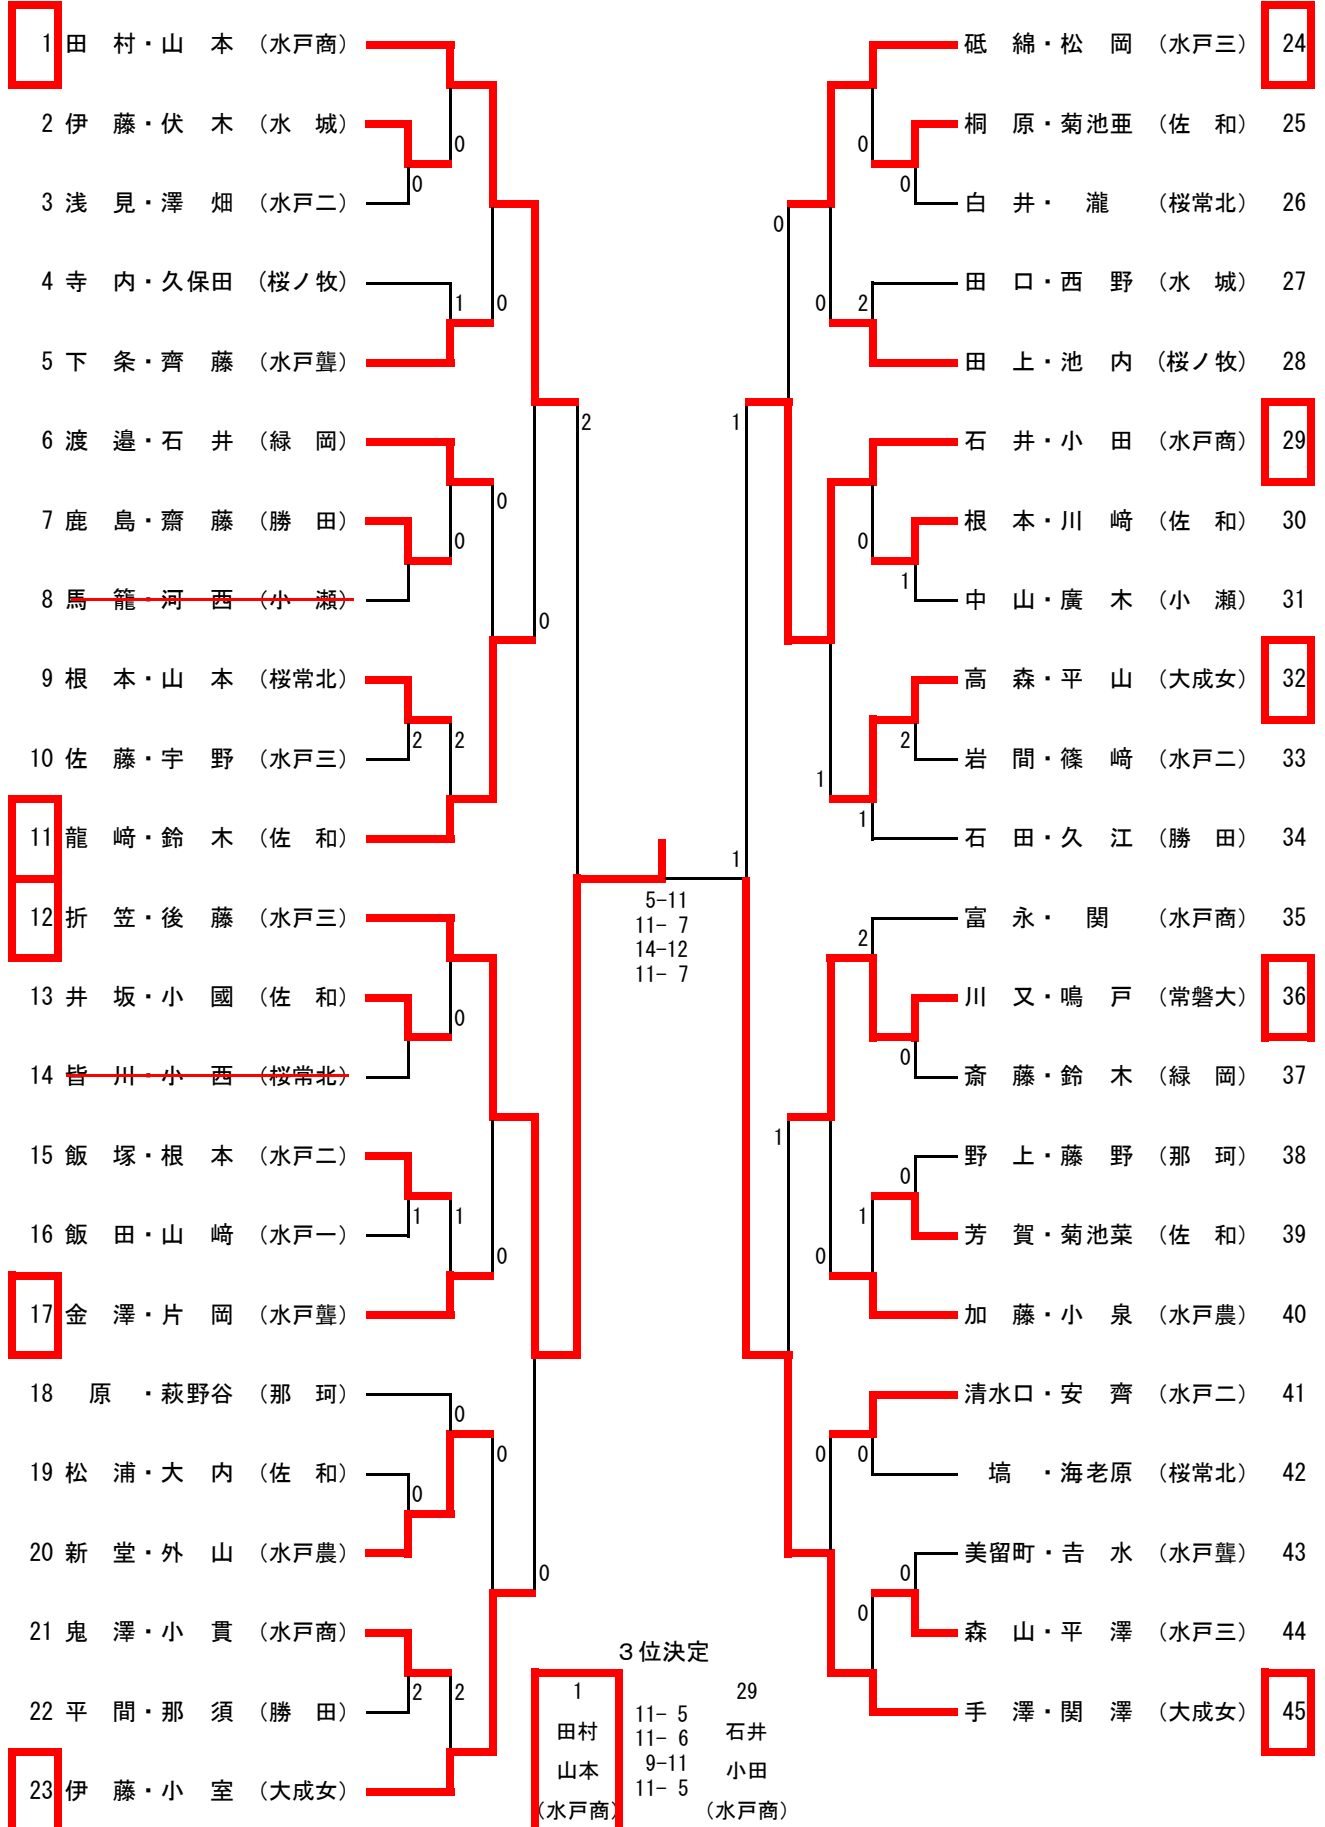 1 田 村・山 本 (水戸商)
2 伊 藤・伏 木 (水 城)
3 浅 見・澤 畑 (水戸二)
4 寺 内・久保田 (桜ノ牧)
5 下 条・齊 藤 (水戸聾)
6 渡 邉・石 井 (緑 岡)
7 鹿 島・齋 藤 (勝 田)
8 馬 籠・河 西 (小 瀬)
9 根 本・山 本 (桜常北)
10 佐 藤・宇 野 (水戸三)
11 龍 﨑・鈴 木 (佐 和)
12 折 笠・後 藤 (水戸三)
13 井 坂・小 國 (佐 和)
14 皆 川・小 西 (桜常北)
15 飯 塚・根 本 (水戸二)
16 飯 田・山 﨑 (水戸一)
17 金 澤・片 岡 (水戸聾)
18 原 ・萩野谷 (那 珂)
19 松 浦・大 内 (佐 和)
20 新 堂・外 山 (水戸農)
21 鬼 澤・小 貫 (水戸商)
22 平 間・那 須 (勝 田)
23 伊 藤・小 室 (大成女)
0
0
1
0
0
0
2
2
0
0
2
1
1
0
0
0
0
2
2
0
1
5-11
11- 7
14-12
11- 7
砥 綿・松 岡 (水戸三) 24
桐 原・菊池亜 (佐 和) 25
白 井・ 瀧 (桜常北) 26
田 口・西 野 (水 城) 27
田 上・池 内 (桜ノ牧) 28
石 井・小 田 (水戸商) 29
根 本・川 﨑 (佐 和) 30
中 山・廣 木 (小 瀬) 31
高 森・平 山 (大成女) 32
岩 間・篠 﨑 (水戸二) 33
石 田・久 江 (勝 田) 34
富 永・ 関 (水戸商) 35
川 又・鳴 戸 (常磐大) 36
斎 藤・鈴 木 (緑 岡) 37
野 上・藤 野 (那 珂) 38
芳 賀・菊池菜 (佐 和) 39
加 藤・小 泉 (水戸農) 40
清水口・安 齊 (水戸二) 41
塙 ・海老原 (桜常北) 42
美留町・𠮷 水 (水戸聾) 43
森 山・平 澤 (水戸三) 44
手 澤・関 澤 (大成女) 45
0
0
0
0
2
1
0
1
2
1
1
2
0
1
0
1
0
0
0
0
0
3位決定
1 29
11- 5
田村 石井
11- 6
9-11
山本 小田
11- 5
(水戸商) (水戸商)